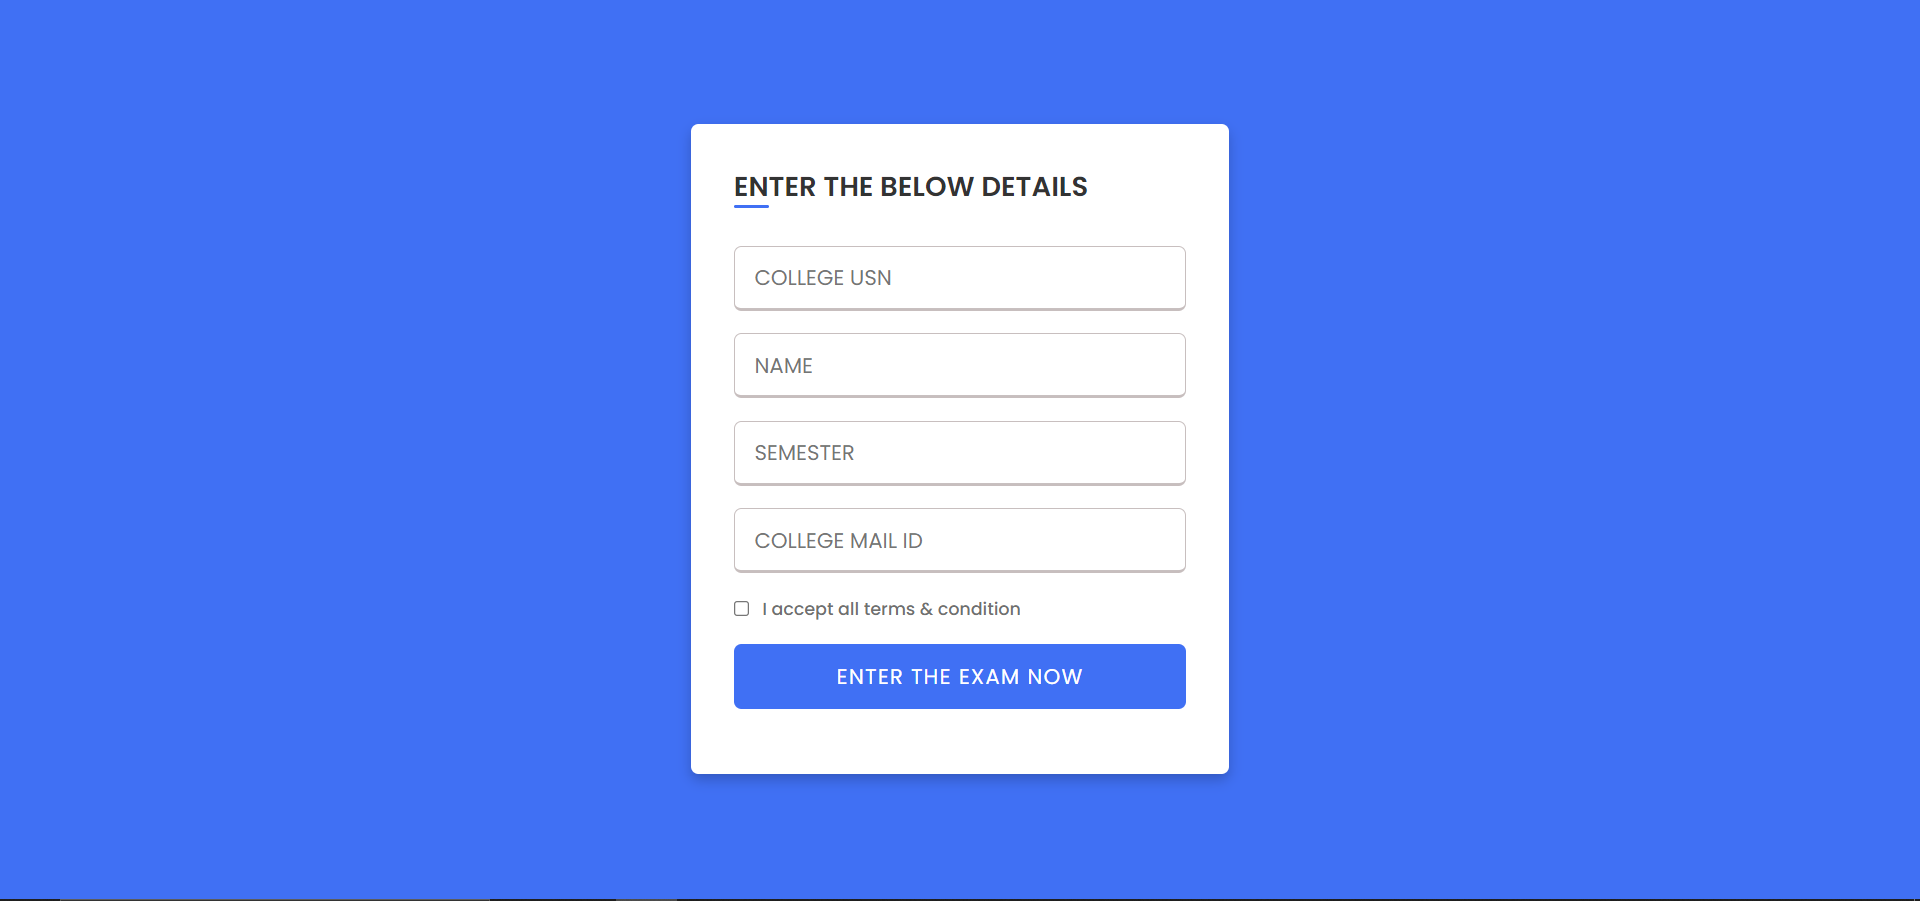 ENTER THE BELOW DETAILS
COLLEGE USN
NAME
SEMESTER
COLLEGE MAIL ID
I accept all terms & condition
ENTER THE EXAM NOW